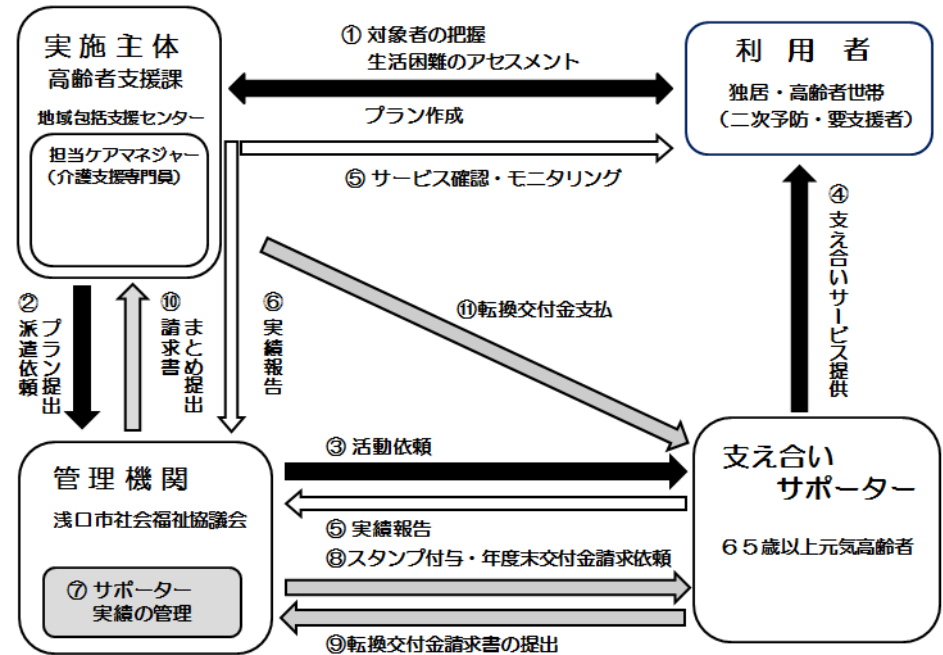 実施主体
高齢者支援課
地域包括支援センター
担当ケアマネジャー
（介護支援専門員）
① 対象者の把握
生活困難のアセスメント
プラン作成
⑤ サービス確認・モニタリング
利用者
独居・高齢者世帯
（二次予防・要支援者）
② プラン提出
派遣依頼
⑩ まとめ提出
請求書
⑥ 実績報告
⑪転換交付金支払
④ 支え合いサービス提供
管理機関
浅口市社会福祉協議会
⑦ サポーター
実績の管理
③ 活動依頼
⑤ 実績報告
⑧スタンプ付与・年度末交付金請求依頼
⑨転換交付金請求書の提出
支え合い
サポーター
６５歳以上元気高齢者